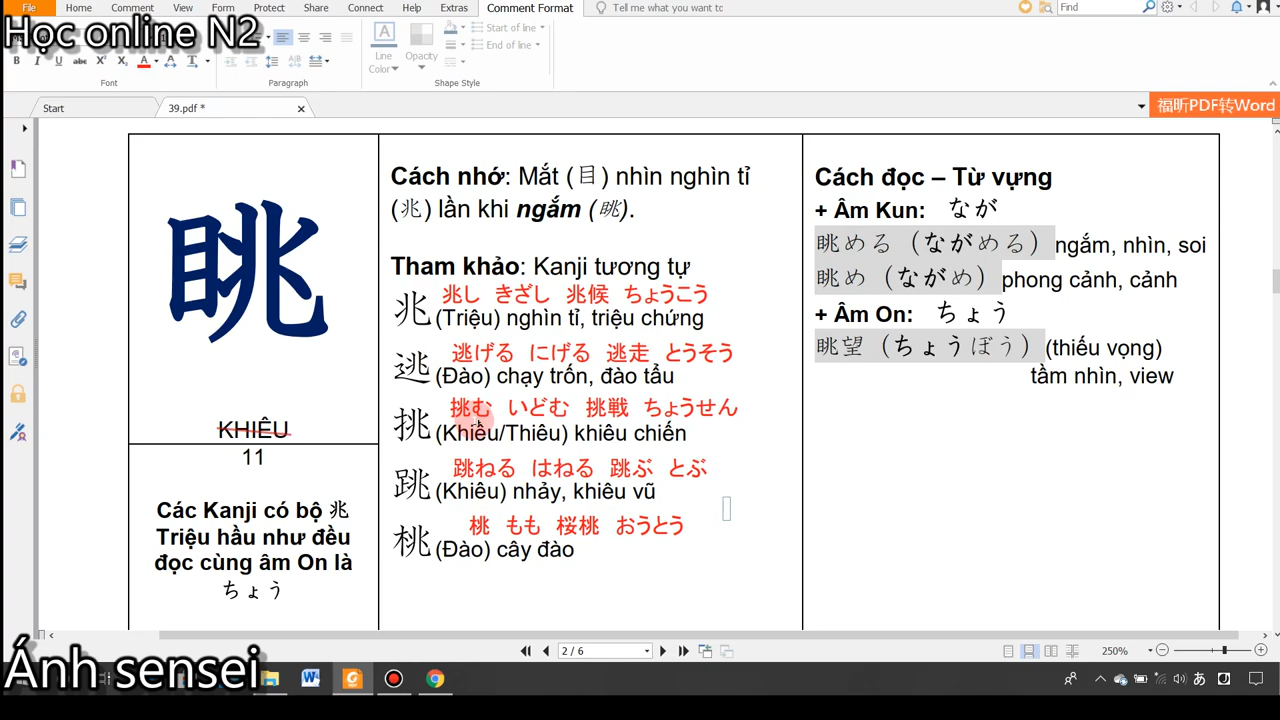 File Home Comment View Form Protect Share Connect Help Extras Comment Format Tell me what you want to Find
Học online N2
Line Color
Opacity
Start of line
End of line
Font Paragraph Shape Style
Start 39.pdf *
福昕PDF转Word
眺
KHIÊU
11
Các Kanji có bộ 兆
Triệu hầu như đều
đọc cùng âm On là
ちょう
Cách nhớ: Mắt (目) nhìn nghìn tỉ
(兆) lần khi ngắm (眺).
Tham khảo: Kanji tương tự
兆し きざし 兆候 ちょうこう
兆 (Triệu) nghìn tỉ, triệu chứng
逃げる にげる 逃走 とうそう
逃 (Đào) chạy trốn, đào tẩu
挑む いどむ 挑戦 ちょうせん
挑 (Khiêu/Thiêu) khiêu chiến
跳ねる はねる 跳ぶ とぶ
跳 (Khiêu) nhảy, khiêu vũ
桃 もも 桜桃 おうとう
桃 (Đào) cây đào
Cách đọc – Từ vựng
+ Âm Kun: なが
眺める（ながめる） ngắm, nhìn, soi
眺め（ながめ） phong cảnh, cảnh
+ Âm On: ちょう
眺望（ちょうぼう） (thiếu vọng)
tầm nhìn, view
2 / 6
250%
Ánh sensei
あ